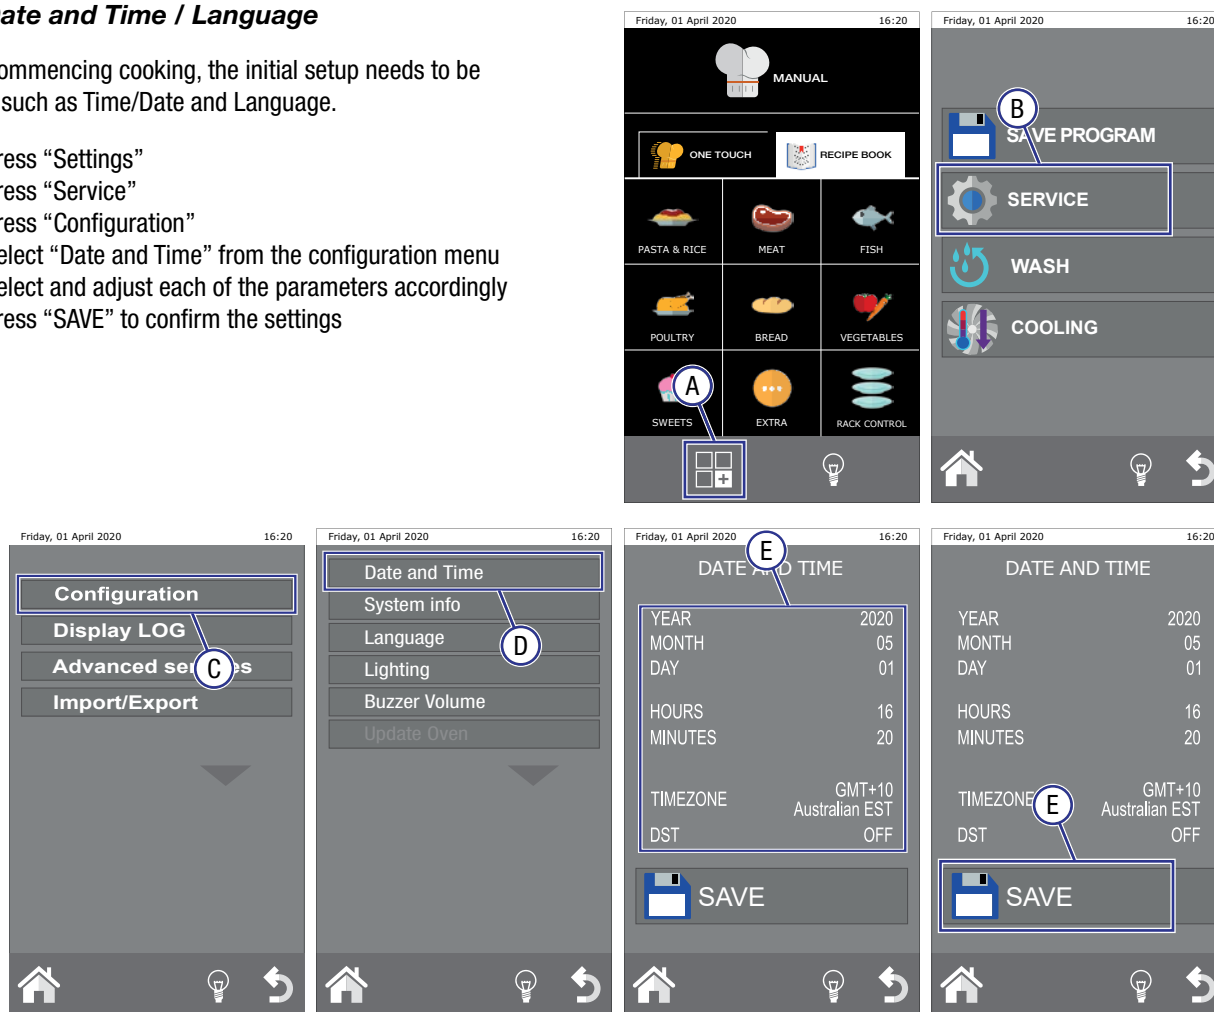 ate and Time / Language
ommencing cooking, the initial setup needs to be
such as Time/Date and Language.
ress “Settings”
ress “Service”
ress “Configuration”
elect “Date and Time” from the configuration menu
elect and adjust each of the parameters accordingly
ress “SAVE” to confirm the settings
Friday, 01 April 2020 16:20
MANUAL
ONE TOUCH RECIPE BOOK
PASTA & RICE MEAT FISH
POULTRY BREAD VEGETABLES
A
SWEETS EXTRA RACK CONTROL
Friday, 01 April 2020 16:20
B
SAVE PROGRAM
SERVICE
WASH
COOLING
Friday, 01 April 2020 16:20
Configuration
Display LOG
Advanced ser es
C
Import/Export
Friday, 01 April 2020 16:20
Date and Time
System info
Language
D
Lighting
Buzzer Volume
Update Oven
Friday, 01 April 2020 16:20
E
DATE AND TIME
YEAR 2020
MONTH 05
DAY 01
HOURS 16
MINUTES 20
TIMEZONE GMT+10
Australian EST
DST OFF
SAVE
Friday, 01 April 2020 16:20
DATE AND TIME
YEAR 2020
MONTH 05
DAY 01
HOURS 16
MINUTES 20
TIMEZONE GMT+10
Australian EST
E
DST OFF
SAVE